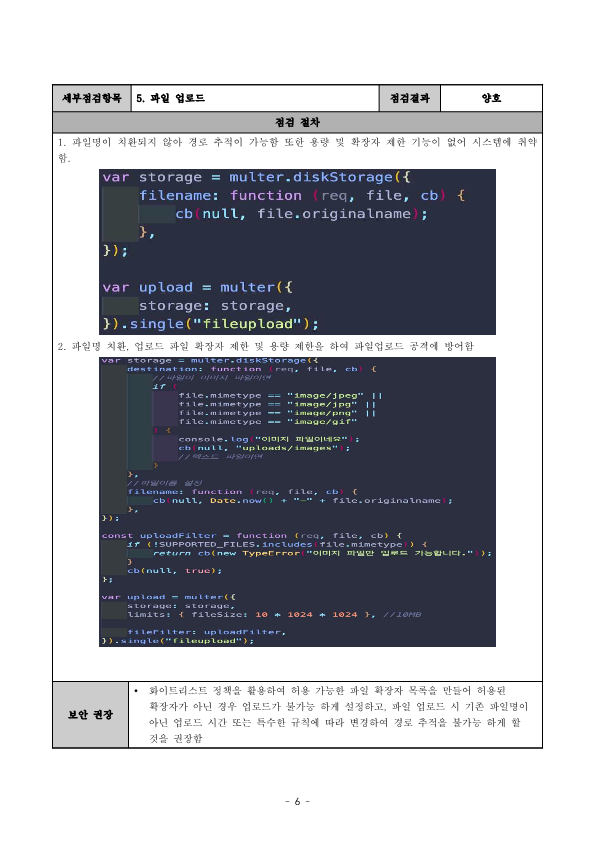 세부점검항목 5. 파일 업로드 점검결과 양호
점검 절차
1. 파일명이 치환되지 않아 경로 추적이 가능함 또한 용량 및 확장자 제한 기능이 없어 시스템에 취약
함.
var storage = multer.diskStorage({
filename: function (req, file, cb) {
cb(null, file.originalname);
},
});
var upload = multer({
storage: storage,
}).single("fileupload");
2. 파일명 치환, 업로드 파일 확장자 제한 및 용량 제한을 하여 파일업로드 공격에 방어함
var storage = multer.diskStorage({
destination: function (req, file, cb) {
//파일이 이미지 파일이면
if (
file.mimetype == "image/jpeg" ||
file.mimetype == "image/jpg" ||
file.mimetype == "image/png" ||
file.mimetype == "image/gif"
) {
console.log("이미지 파일이네요");
cb(null, "uploads/images");
//텍스트 파일이면
}
},
//파일이름 설정
filename: function (req, file, cb) {
cb(null, Date.now() + "-" + file.originalname);
},
});
const uploadFilter = function (req, file, cb) {
if (!SUPPORTED_FILES.includes(file.mimetype)) {
return cb(new TypeError("이미지 파일만 업로드 가능합니다."));
}
cb(null, true);
};
var upload = multer({
storage: storage,
limits: { fileSize: 10 * 1024 * 1024 }, //10MB
fileFilter: uploadFilter,
}).single("fileupload");
보안 권장
• 화이트리스트 정책을 활용하여 허용 가능한 파일 확장자 목록을 만들어 허용된
확장자가 아닌 경우 업로드가 불가능 하게 설정하고, 파일 업로드 시 기존 파일명이
아닌 업로드 시간 또는 특수한 규칙에 따라 변경하여 경로 추적을 불가능 하게 할
것을 권장함
- 6 -